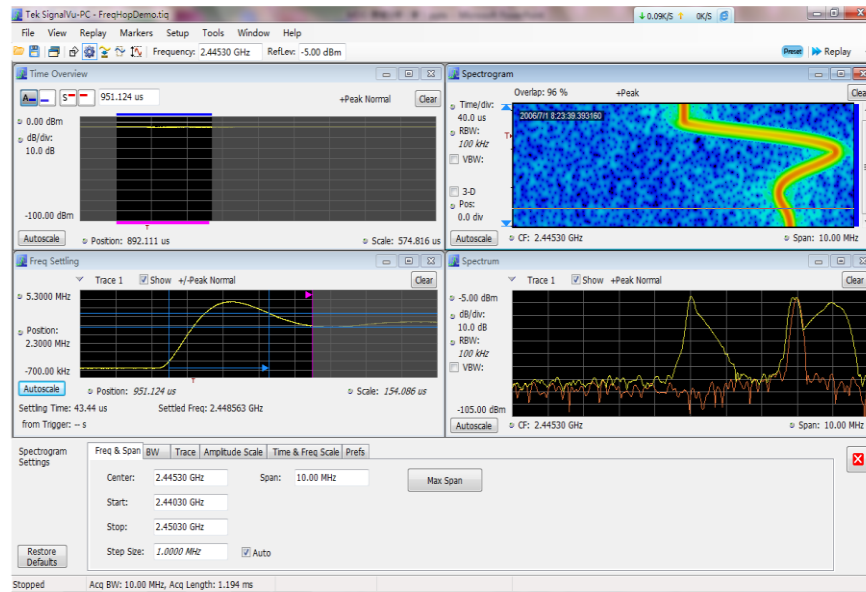 Tek SignalVu-PC - FreqHopDemo.tiq
↓ 0.09K/S ↑ 0K/S
File View Replay Markers Setup Tools Window Help
Frequency: 2.44530 GHz RefLev: -5.00 dBm
Preset Replay
Time Overview
951.124 us
+Peak Normal
Clear
0.00 dBm
dB/div:
10.0 dB
-100.00 dBm
T
Autoscale
Position: 892.111 us
Scale: 574.816 us
Spectrogram
Overlap: 96 %
+Peak
Clea
Time/div:
40.0 us
RBW:
100 kHz
VBW:
3-D
Pos:
0.0 div
2006/7/1 8:23:39.393160
T
Autoscale
CF: 2.44530 GHz
Span: 10.00 MHz
Freq Settling
Trace 1 Show +/-Peak Normal
Clear
5.3000 MHz
Position:
2.3000 MHz
-700.00 kHz
T
Autoscale
Position: 951.124 us
Scale: 154.086 us
Settling Time: 43.44 us
Settled Freq: 2.448563 GHz
from Trigger: -- s
Spectrum
Trace 1 Show +Peak Normal
Clear
-5.00 dBm
dB/div:
10.0 dB
RBW:
100 kHz
VBW:
-105.00 dBm
Autoscale
CF: 2.44530 GHz
Span: 10.00 MHz
Spectrogram
Settings
Freq & Span BW Trace Amplitude Scale Time & Freq Scale Prefs
Center: 2.44530 GHz Span: 10.00 MHz
Max Span
Start: 2.44030 GHz
Stop: 2.45030 GHz
Step Size: 1.0000 MHz Auto
Restore
Defaults
Stopped
Acq BW: 10.00 MHz, Acq Length: 1.194 ms